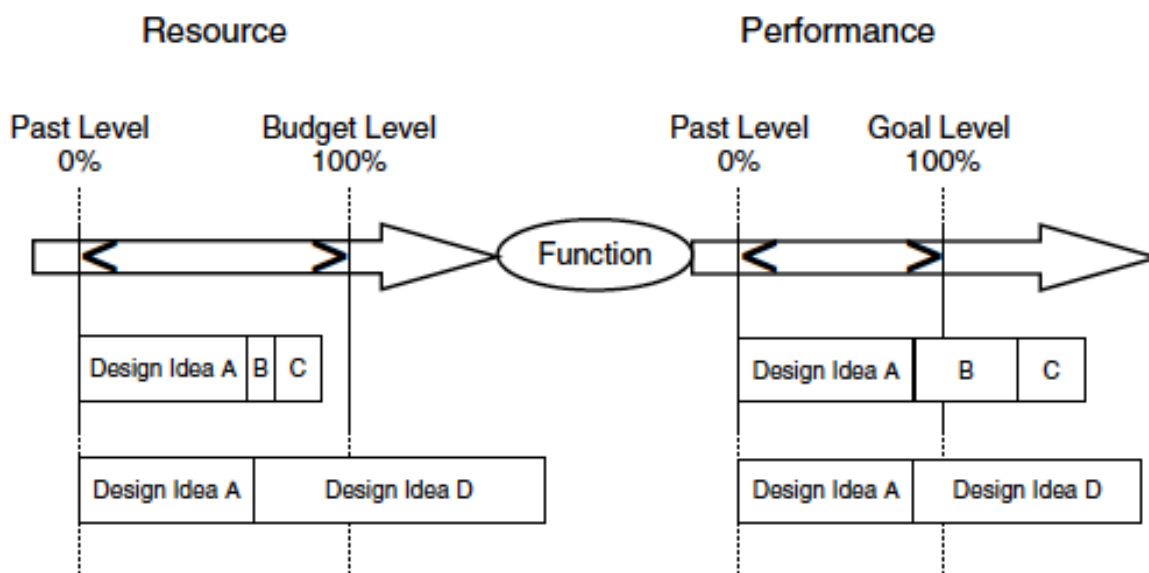 Resource
Performance
Past Level
0%
Budget Level
100%
Past Level
0%
Goal Level
100%
Function
Design Idea A
B
C
Design Idea A
B
C
Design Idea A
Design Idea D
Design Idea A
Design Idea D